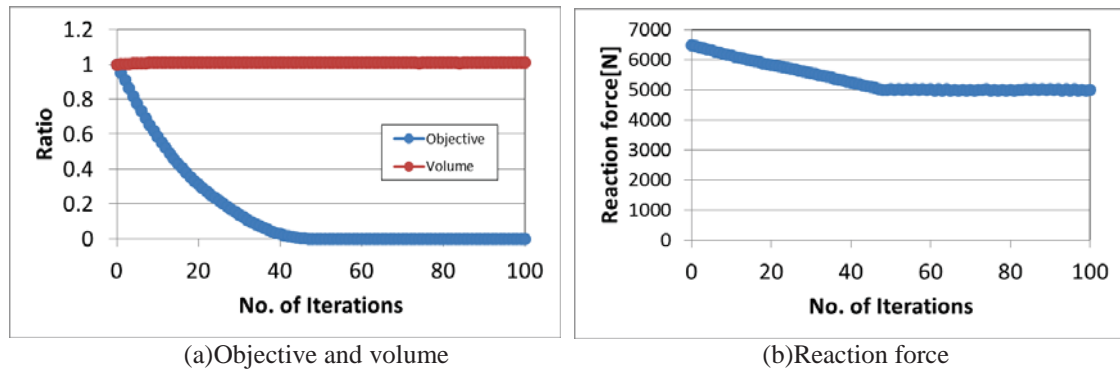 1.2
1
0.8
0.6
0.4
0.2
0
Ratio
Objective
Volume
0 20 40 60 80 100
No. of Iterations
(a)Objective and volume
7000
6000
5000
4000
3000
2000
1000
0
Reaction force[N]
0 20 40 60 80 100
No. of Iterations
(b)Reaction force